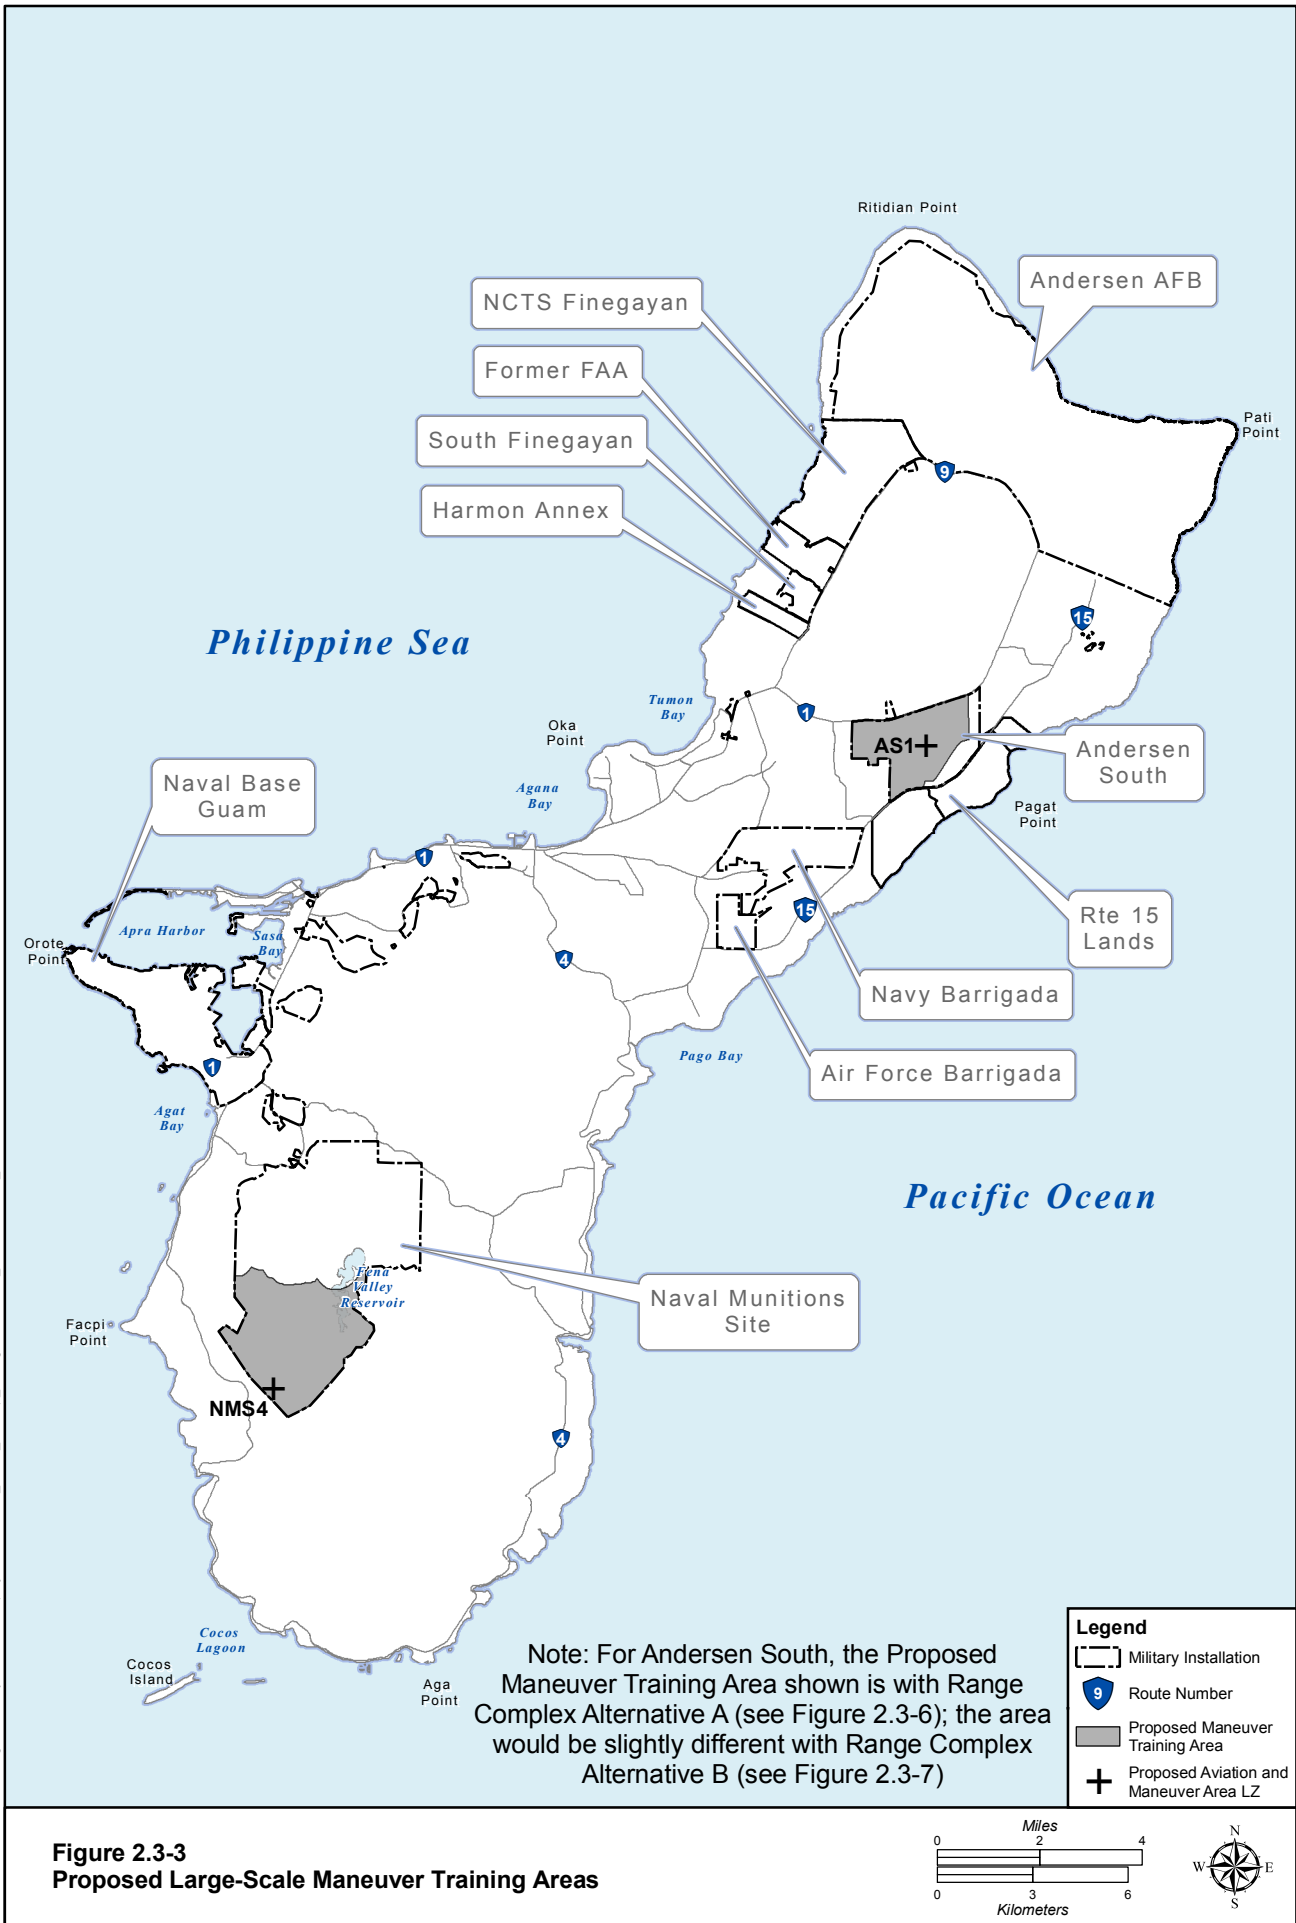 Ritidian Point
Andersen AFB
NCTS Finegayan
Former FAA
South Finegayan
Harmon Annex
Pati
Point
9
15
Philippine Sea
Tumon
Bay
1
Oka
Point
AS1
Andersen
South
Naval Base
Guam
Agana
Bay
Pagat
Point
1
Rte 15
Lands
15
Apra Harbor
Sasa
Bay
Orote
Point
4
Navy Barrigada
Pago Bay
Air Force Barrigada
1
Agat
Bay
Pacific Ocean
Fena
Valley
Reservoir
Naval Munitions
Site
Facpi
Point
NMS4
4
Cocos
Lagoon
Cocos
Island
Aga
Point
Note: For Andersen South, the Proposed
Maneuver Training Area shown is with Range
Complex Alternative A (see Figure 2.3-6); the area
would be slightly different with Range Complex
Alternative B (see Figure 2.3-7)
Legend
Military Installation
9 Route Number
Proposed Maneuver
Training Area
Proposed Aviation and
Maneuver Area LZ
Figure 2.3-3
Proposed Large-Scale Maneuver Training Areas
Miles
0 2 4
0 3 6
Kilometers
N
W E
S